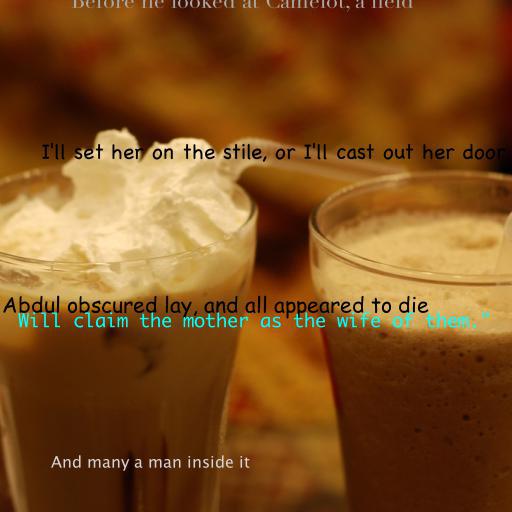 Before he looked at Camelot, a field
I'll set her on the stile, or I'll cast out her door
Abdul obscured lay, and all appeared to die
Will claim the mother as the wife of them."
And many a man inside it